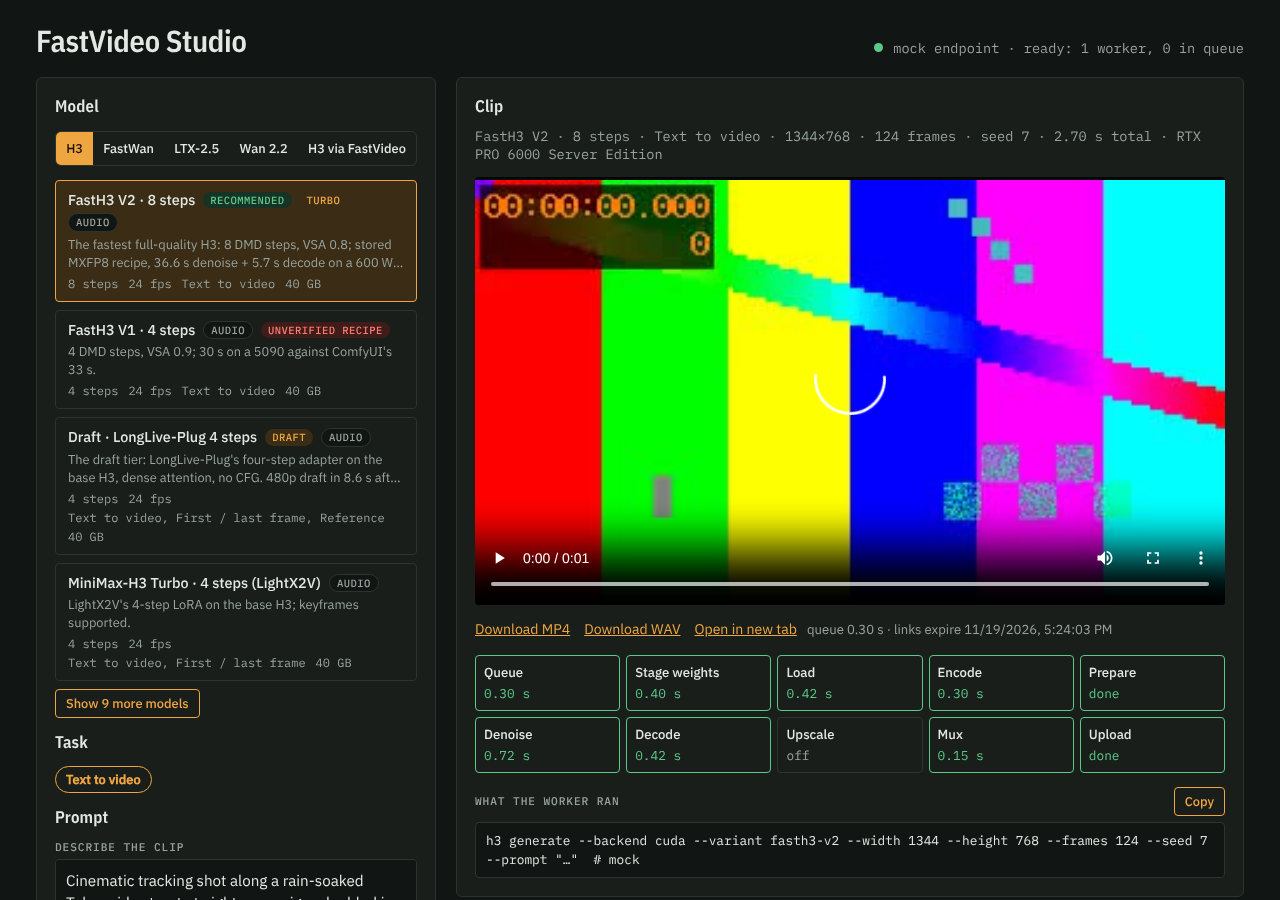 FastVideo Studio
mock endpoint · ready: 1 worker, 0 in queue
Model
H3 FastWan LTX-2.5 Wan 2.2 H3 via FastVideo
FastH3 V2 · 8 steps RECOMMENDED TURBO
AUDIO
The fastest full-quality H3: 8 DMD steps, VSA 0.8; stored
MXFP8 recipe, 36.6 s denoise + 5.7 s decode on a 600 W…
8 steps 24 fps Text to video 40 GB
FastH3 V1 · 4 steps AUDIO UNVERIFIED RECIPE
4 DMD steps, VSA 0.9; 30 s on a 5090 against ComfyUI's
33 s.
4 steps 24 fps Text to video 40 GB
Draft · LongLive-Plug 4 steps DRAFT AUDIO
The draft tier: LongLive-Plug's four-step adapter on the
base H3, dense attention, no CFG. 480p draft in 8.6 s aft…
4 steps 24 fps
Text to video, First / last frame, Reference
40 GB
MiniMax-H3 Turbo · 4 steps (LightX2V) AUDIO
LightX2V's 4-step LoRA on the base H3; keyframes
supported.
4 steps 24 fps
Text to video, First / last frame 40 GB
Show 9 more models
Task
Text to video
Prompt
DESCRIBE THE CLIP
Cinematic tracking shot along a rain-soaked
Clip
FastH3 V2 · 8 steps · Text to video · 1344×768 · 124 frames · seed 7 · 2.70 s total · RTX
PRO 6000 Server Edition
00:00:00.000
0
0:00 / 0:01
Download MP4 Download WAV Open in new tab queue 0.30 s · links expire 11/19/2026, 5:24:03 PM
Queue Stage weights Load Encode Prepare
0.30 s 0.40 s 0.42 s 0.30 s done
Denoise Decode Upscale Mux Upload
0.72 s 0.42 s off 0.15 s done
WHAT THE WORKER RAN Copy
h3 generate --backend cuda --variant fasth3-v2 --width 1344 --height 768 --frames 124 --seed 7
--prompt "…" # mock